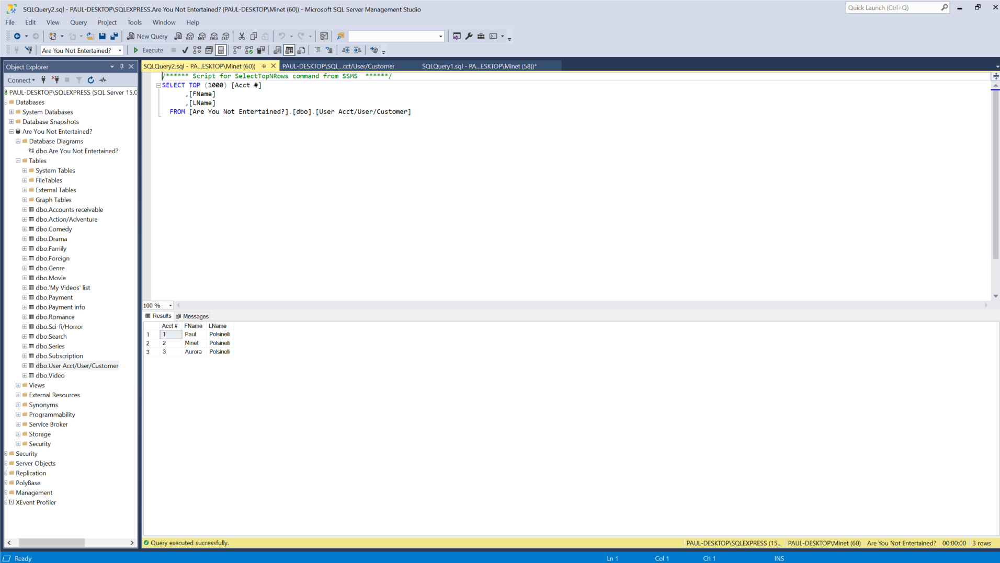 SQLQuery2.sql - PAUL-DESKTOP\SQLEXPRESS.Are You Not Entertained? (PAUL-DESKTOP\Minet (60)) - Microsoft SQL Server Management Studio
Quick Launch (Ctrl+Q)
File Edit View Query Project Tools Window Help
New Query MDX DMX XMLA DAX
Are You Not Entertained? Execute
Object Explorer
SQLQuery2.sql - PA...ESKTOP\Minet (60)) PAUL-DESKTOP\SQL...cct/User/Customer SQLQuery1.sql - PA...ESKTOP\Minet (58))*
Connect
PAUL-DESKTOP\SQLEXPRESS (SQL Server 15.0
Databases
System Databases
Database Snapshots
Are You Not Entertained?
Database Diagrams
dbo.Are You Not Entertained?
Tables
System Tables
FileTables
External Tables
Graph Tables
dbo.Accounts receivable
dbo.Action/Adventure
dbo.Comedy
dbo.Drama
dbo.Family
dbo.Foreign
dbo.Genre
dbo.Movie
dbo.'My Videos' list
dbo.Payment
dbo.Payment info
dbo.Romance
dbo.Sci-fi/Horror
dbo.Search
dbo.Series
dbo.Subscription
dbo.User Acct/User/Customer
dbo.Video
Views
External Resources
Synonyms
Programmability
Service Broker
Storage
Security
Security
Server Objects
Replication
PolyBase
Management
XEvent Profiler
/****** Script for SelectTopNRows command from SSMS  ******/
SELECT TOP (1000) [Acct #]
,[FName]
,[LName]
FROM [Are You Not Entertained?].[dbo].[User Acct/User/Customer]
100 %
Results Messages
Acct # FName LName
1 1 Paul Polsinelli
2 2 Minet Polsinelli
3 3 Aurora Polsinelli
Query executed successfully. PAUL-DESKTOP\SQLEXPRESS (15... PAUL-DESKTOP\Minet (60) Are You Not Entertained? 00:00:00 3 rows
Ready Ln 1 Col 1 Ch 1 INS